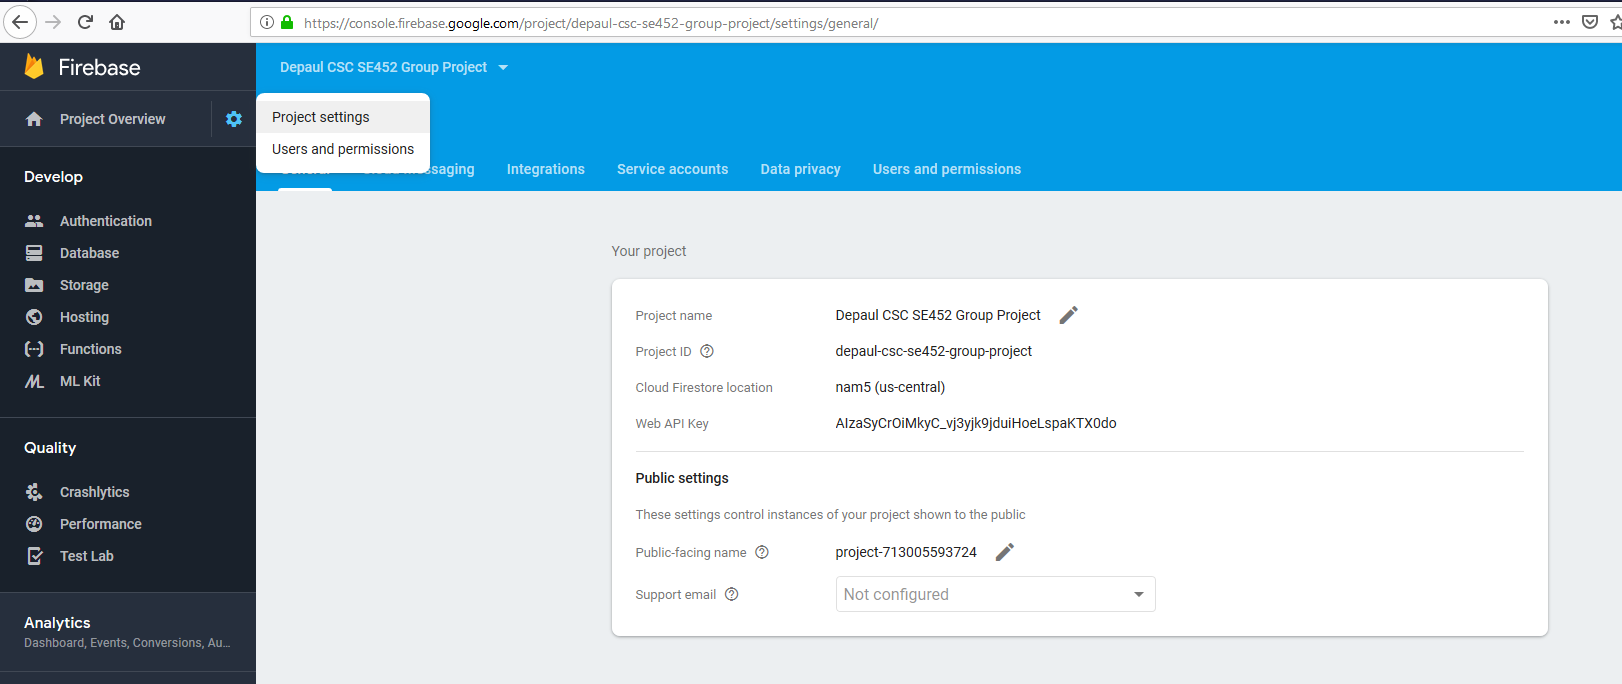 https://console.firebase.google.com/project/depaul-csc-se452-group-project/settings/general/
Firebase
Depaul CSC SE452 Group Project
Project Overview
Project settings
Users and permissions
Integrations
Service accounts
Data privacy
Users and permissions
Develop
Authentication
Database
Storage
Hosting
Functions
ML Kit
Quality
Crashlytics
Performance
Test Lab
Analytics
Dashboard, Events, Conversions, Au...
Your project
Project name
Depaul CSC SE452 Group Project
Project ID
depaul-csc-se452-group-project
Cloud Firestore location
nam5 (us-central)
Web API Key
AIzaSyCrOiMkyC_vj3yjk9jduiHoeLspaKTX0do
Public settings
These settings control instances of your project shown to the public
Public-facing name
project-713005593724
Support email
Not configured